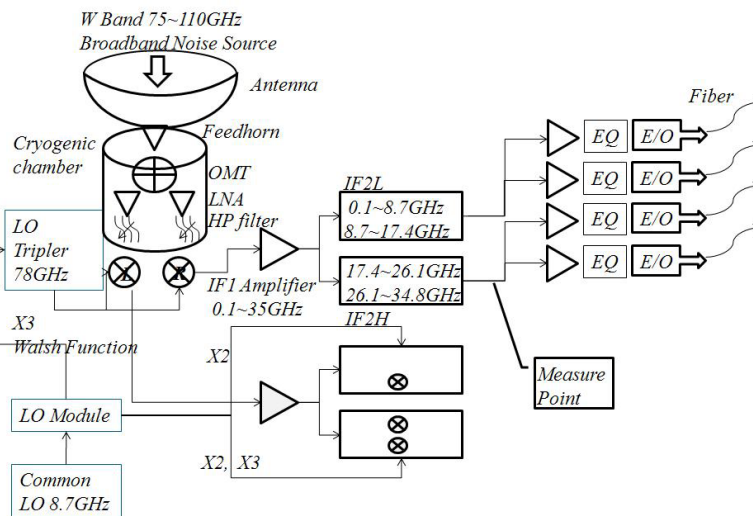 W Band 75~110GHz
Broadband Noise Source
Antenna
Feedhorn
Cryogenic
chamber
OMT
LNA
HP filter
LO
Tripler
78GHz
L
R
IF1 Amplifier
0.1~35GHz
IF2L
0.1~8.7GHz
8.7~17.4GHz
17.4~26.1GHz
26.1~34.8GHz
IF2H
EQ
E/O
EQ
E/O
EQ
E/O
EQ
E/O
Fiber
X3
Walsh Function
X2
LO Module
X2, X3
Common
LO 8.7GHz
Measure
Point